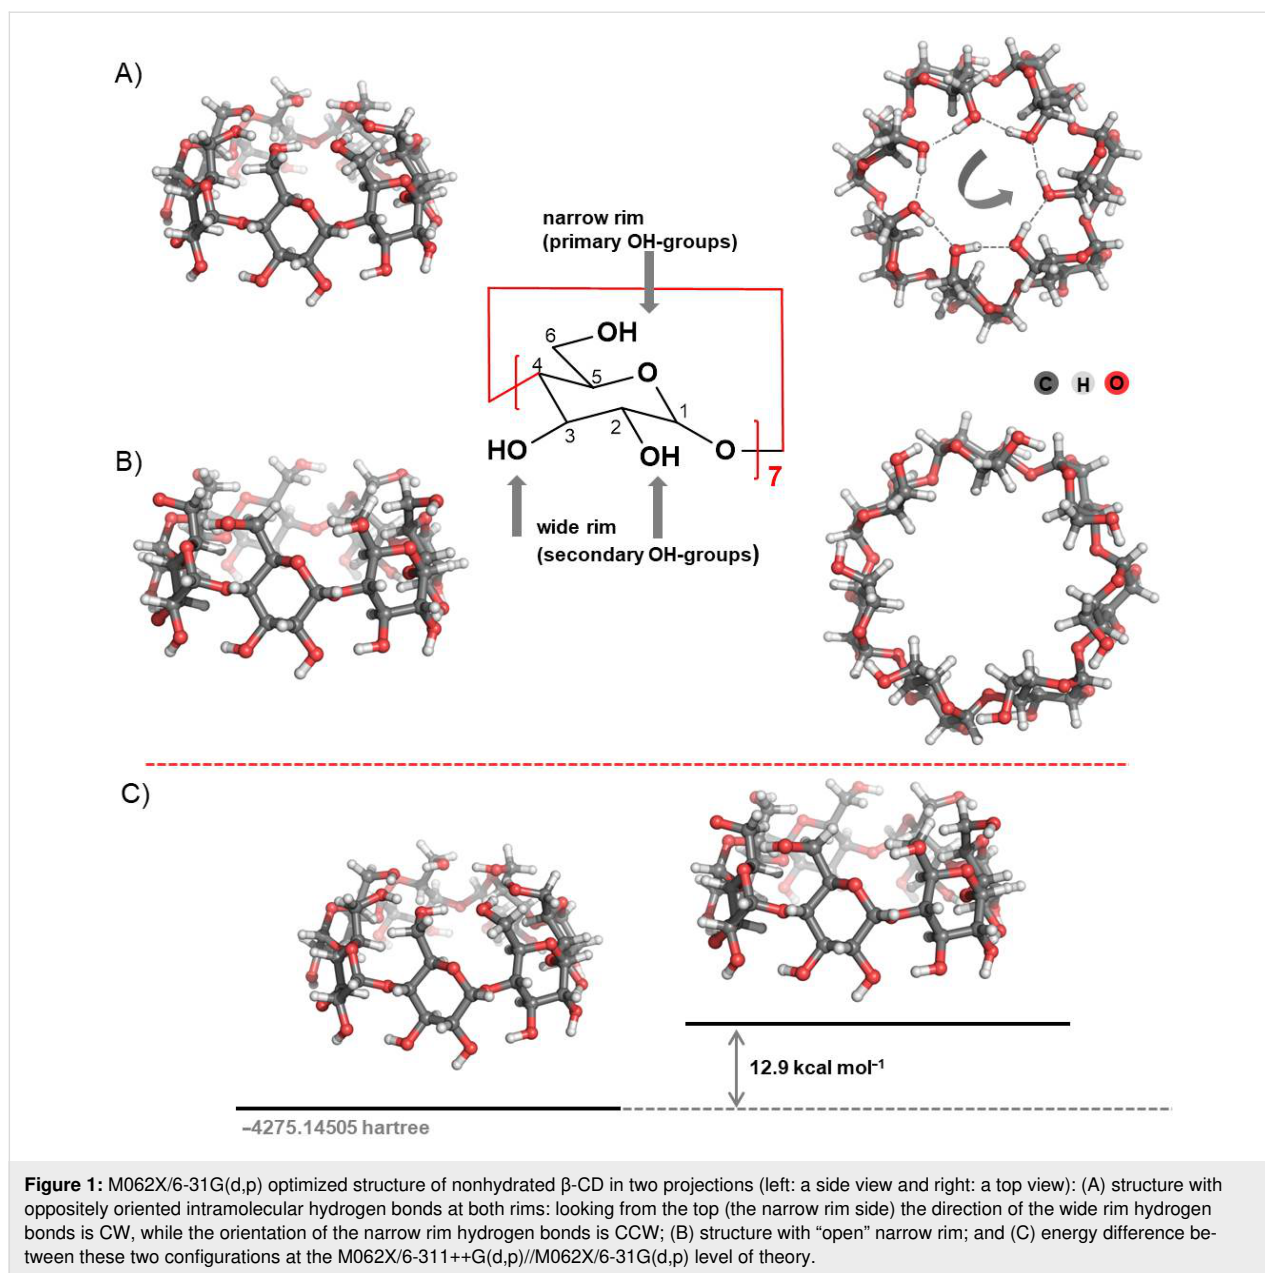 A)
narrow rim
(primary OH-groups)
6
OH
4
5
O
1
2
3
HO
OH
O
7
C H O
B)
wide rim
(secondary OH-groups)
C)
12.9 kcal mol⁻¹
–4275.14505 hartree
Figure 1: M062X/6-31G(d,p) optimized structure of nonhydrated β-CD in two projections (left: a side view and right: a top view): (A) structure with
oppositely oriented intramolecular hydrogen bonds at both rims: looking from the top (the narrow rim side) the direction of the wide rim hydrogen
bonds is CW, while the orientation of the narrow rim hydrogen bonds is CCW; (B) structure with “open” narrow rim; and (C) energy difference be-
tween these two configurations at the M062X/6-311++G(d,p)//M062X/6-31G(d,p) level of theory.